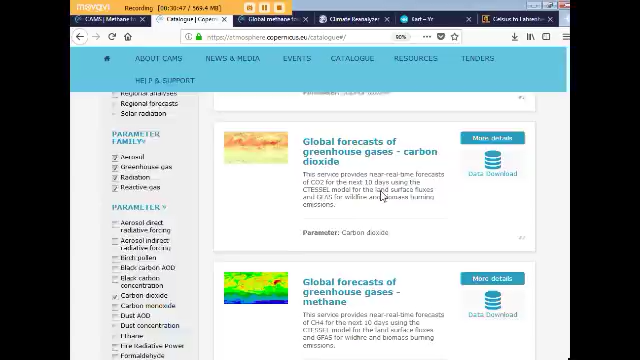 movavi
Recording
[ 00:30:47 / 569.4 MB ]
CAMS | Methane f
Catalogue | Copernicus
Global methane fo
Climate Reanalyzer
Kart – Yr
Celsius to Fahrenheit
https://atmosphere.copernicus.eu/catalogue#/
90%
ABOUT CAMS
NEWS & MEDIA
EVENTS
CATALOGUE
RESOURCES
TENDERS
HELP & SUPPORT
Regional analyses
Regional forecasts
Solar radiation
PARAMETER
FAMILY
Aerosol
Greenhouse gas
Radiation
Reactive gas
PARAMETER
Aerosol direct
radiative forcing
Aerosol indirect
radiative forcing
Birch pollen
Black carbon AOD
Black carbon
concentration
Carbon dioxide
Carbon monoxide
Dust AOD
Dust concentration
Ethane
Fire Radiative Power
Formaldehyde
Global forecasts of
greenhouse gases - carbon
dioxide
This service provides near-real-time forecasts
of CO2 for the next 10 days using the
CTESSEL model for the land surface fluxes
and GFAS for wildfire and biomass burning
emissions.
Parameter: Carbon dioxide
More details
Data Download
Global forecasts of
greenhouse gases -
methane
This service provides near-real-time forecasts
of CH4 for the next 10 days using the
CTESSEL model for the land surface fluxes
and GFAS for wildfire and biomass burning
emissions.
More details
Data Download